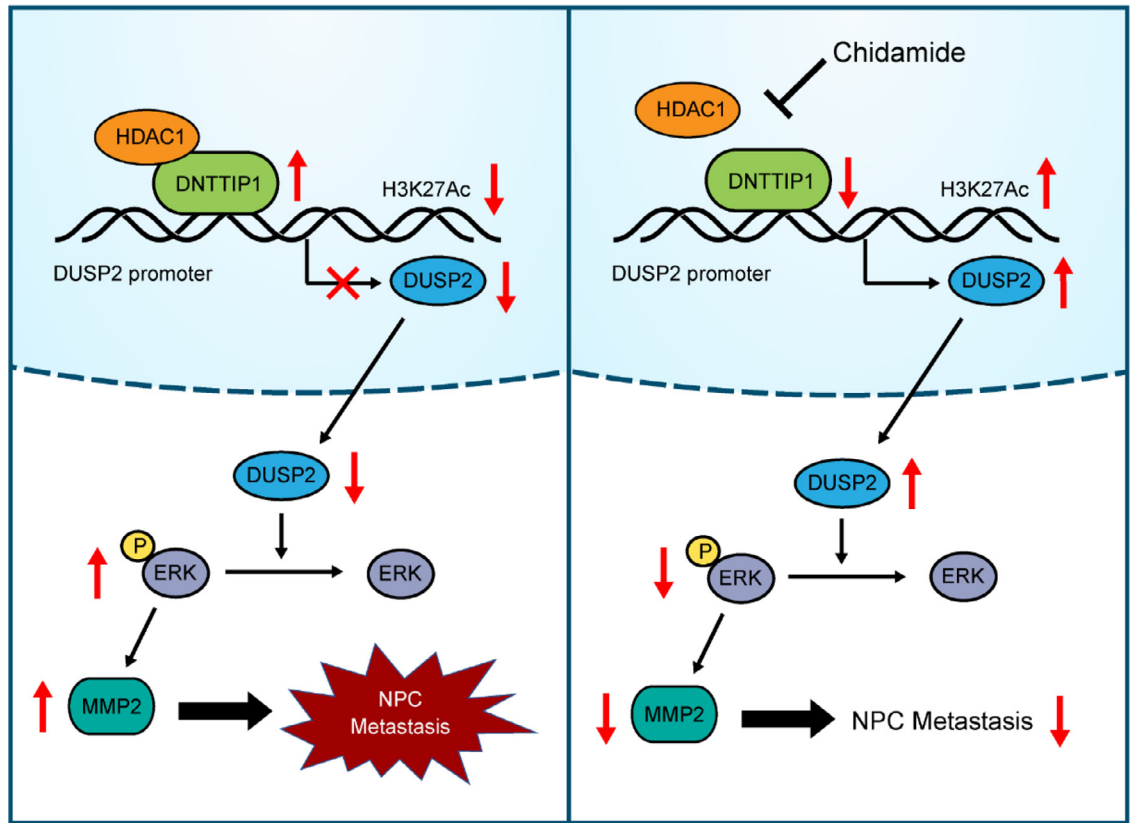 HDAC1
DNTTIP1
H3K27Ac
DUSP2 promoter
DUSP2
DUSP2
P
ERK
ERK
MMP2
NPC
Metastasis
Chidamide
HDAC1
DNTTIP1
H3K27Ac
DUSP2 promoter
DUSP2
DUSP2
P
ERK
ERK
MMP2
NPC Metastasis